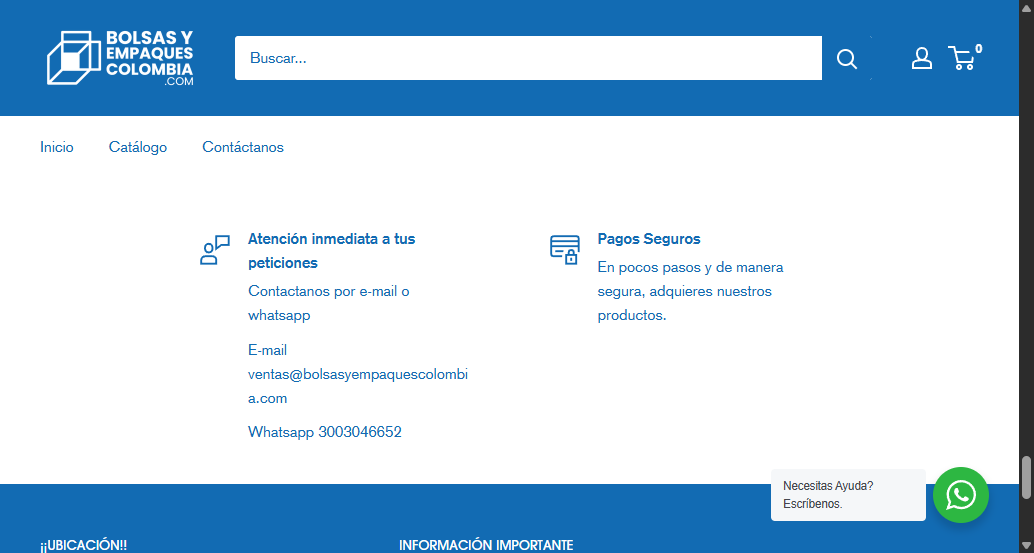 BOLSAS Y
EMPAQUES
COLOMBIA
.COM
Buscar...
0
Inicio
Catálogo
Contáctanos
Atención inmediata a tus
peticiones
Contactanos por e-mail o
whatsapp
E-mail
ventas@bolsasyempaquescolombi
a.com
Whatsapp 3003046652
Pagos Seguros
En pocos pasos y de manera
segura, adquieres nuestros
productos.
Necesitas Ayuda?
Escríbenos.
¡¡UBICACIÓN!!
INFORMACIÓN IMPORTANTE